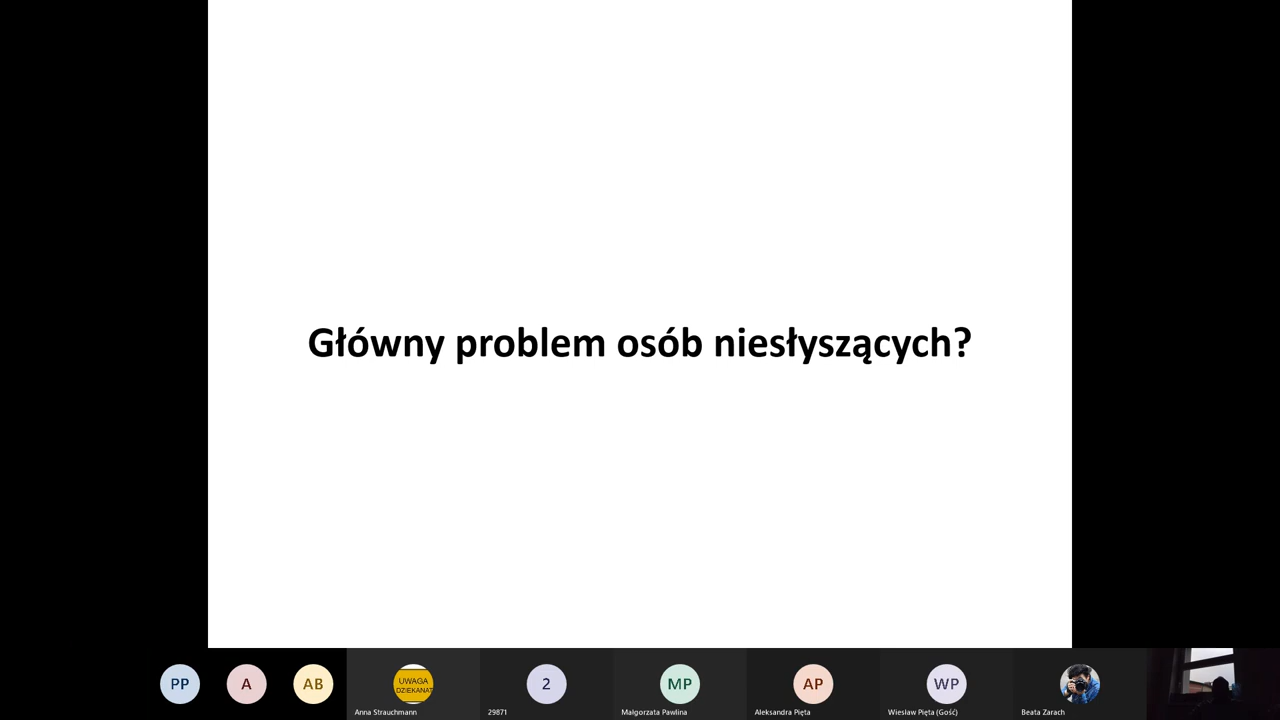 Główny problem osób niesłyszących?
PP
A
AB
UWAGA
DZIEKANAT
2
MP
AP
WP
Anna Strauchmann
29871
Małgorzata Pawlina
Aleksandra Pięta
Wiesław Pięta (Gość)
Beata Zarach